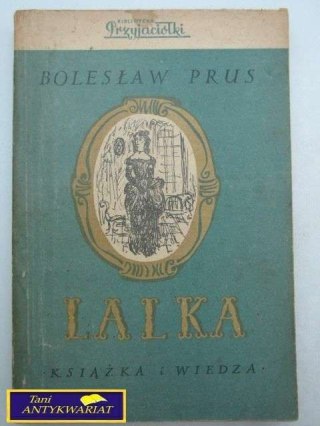 BIBLIOTEKA
Przyjaciółki
BOLESŁAW PRUS
LALKA
· KSIĄŻKA i WIEDZA ·
Tani
ANTYKWARIAT